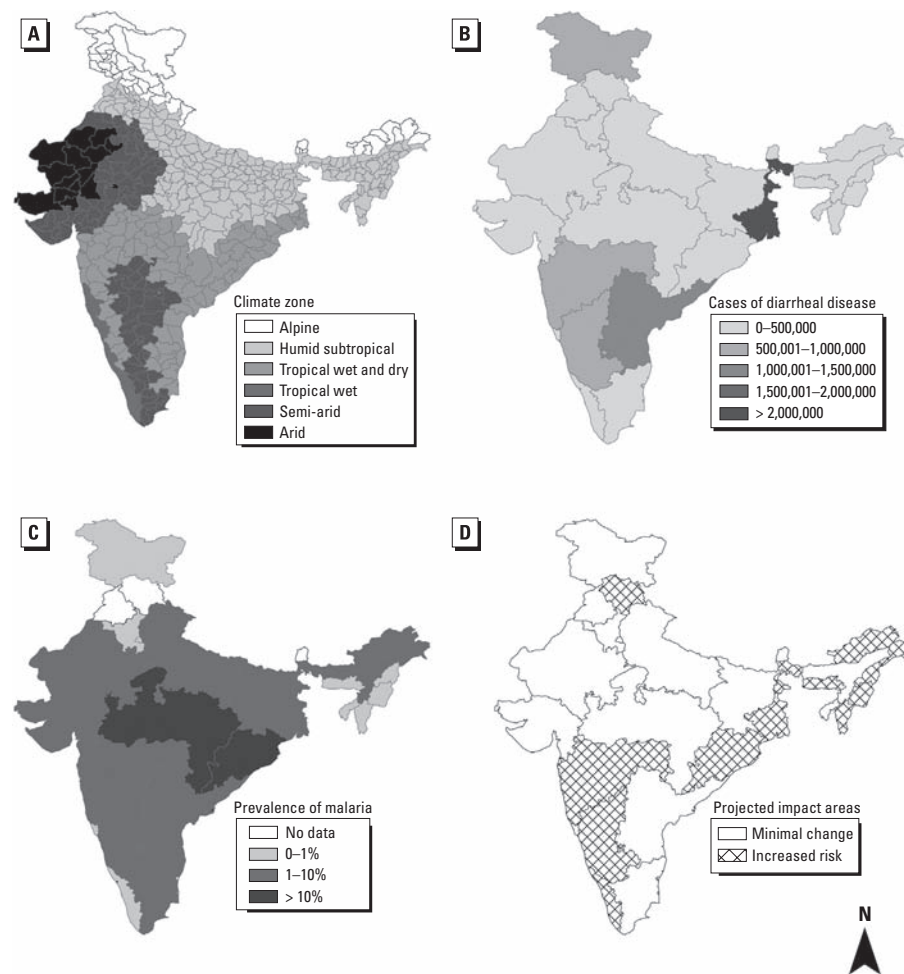 A
Climate zone
Alpine
Humid subtropical
Tropical wet and dry
Tropical wet
Semi-arid
Arid
B
Cases of diarrheal disease
0–500,000
500,001–1,000,000
1,000,001–1,500,000
1,500,001–2,000,000
> 2,000,000
C
Prevalence of malaria
No data
0–1%
1–10%
> 10%
D
Projected impact areas
Minimal change
Increased risk
N